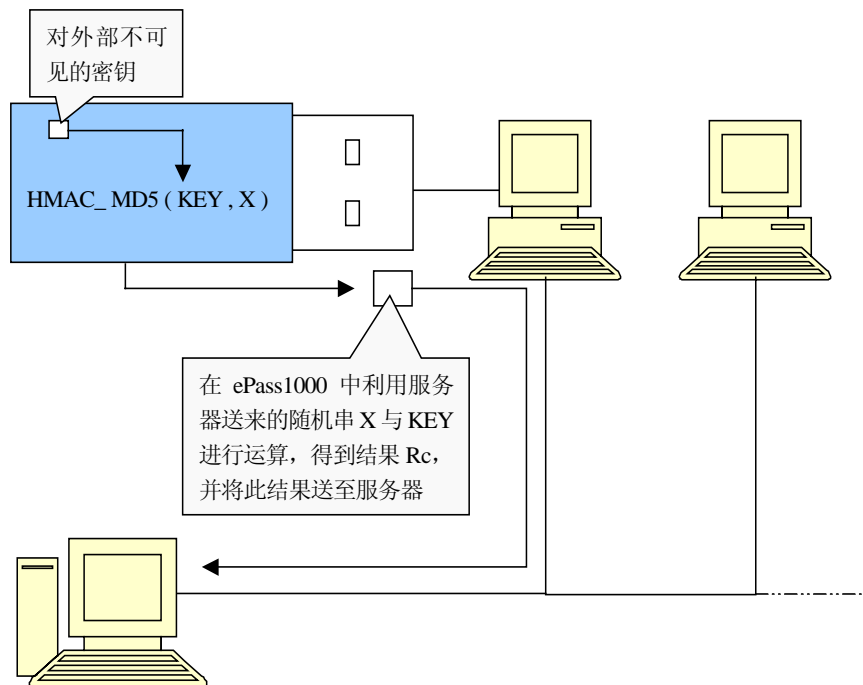 对外部不可
见的密钥
HMAC_ MD5 ( KEY , X )
在 ePass1000 中利用服务
器送来的随机串 X 与 KEY
进行运算，得到结果 Rc，
并将此结果送至服务器